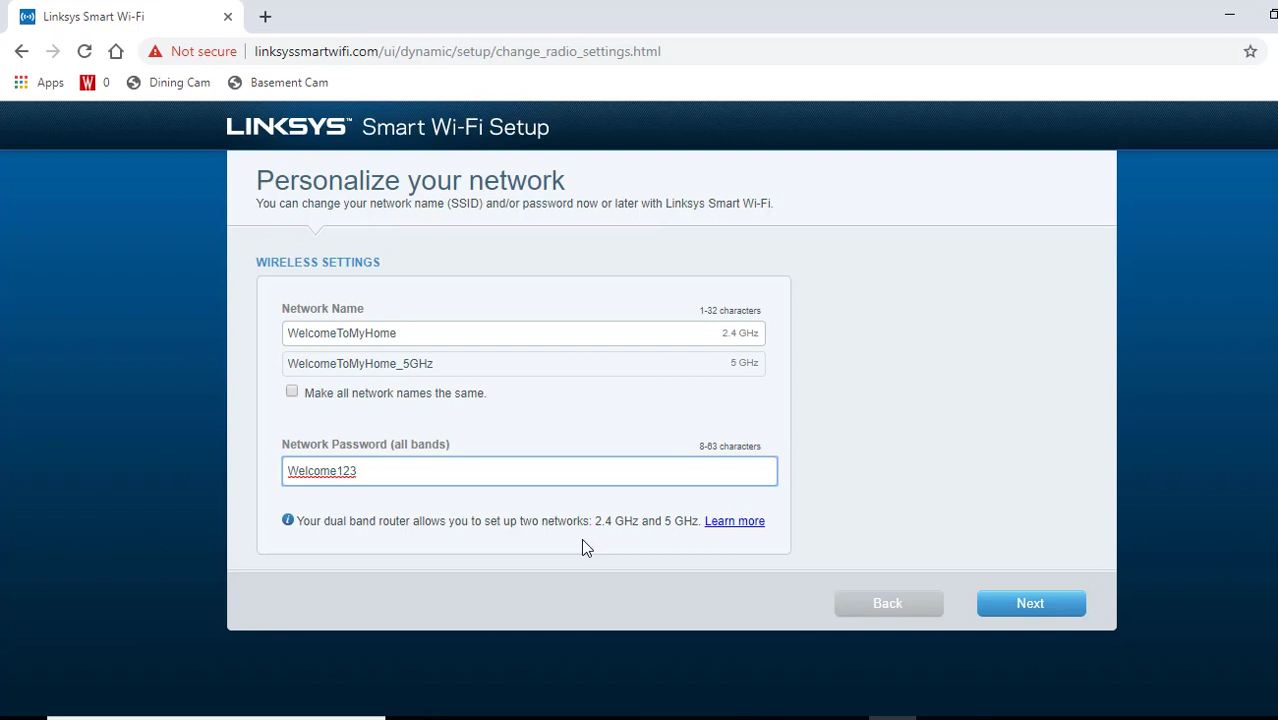 Linksys Smart Wi-Fi
Not secure linksyssmartwifi.com/ui/dynamic/setup/change_radio_settings.html
Apps W 0 Dining Cam Basement Cam
LINKSYS™ Smart Wi-Fi Setup
Personalize your network
You can change your network name (SSID) and/or password now or later with Linksys Smart Wi-Fi.
WIRELESS SETTINGS
Network Name 1-32 characters
WelcomeToMyHome 2.4 GHz
WelcomeToMyHome_5GHz 5 GHz
Make all network names the same.
Network Password (all bands) 8-63 characters
Welcome123
Your dual band router allows you to set up two networks: 2.4 GHz and 5 GHz. Learn more
Back Next